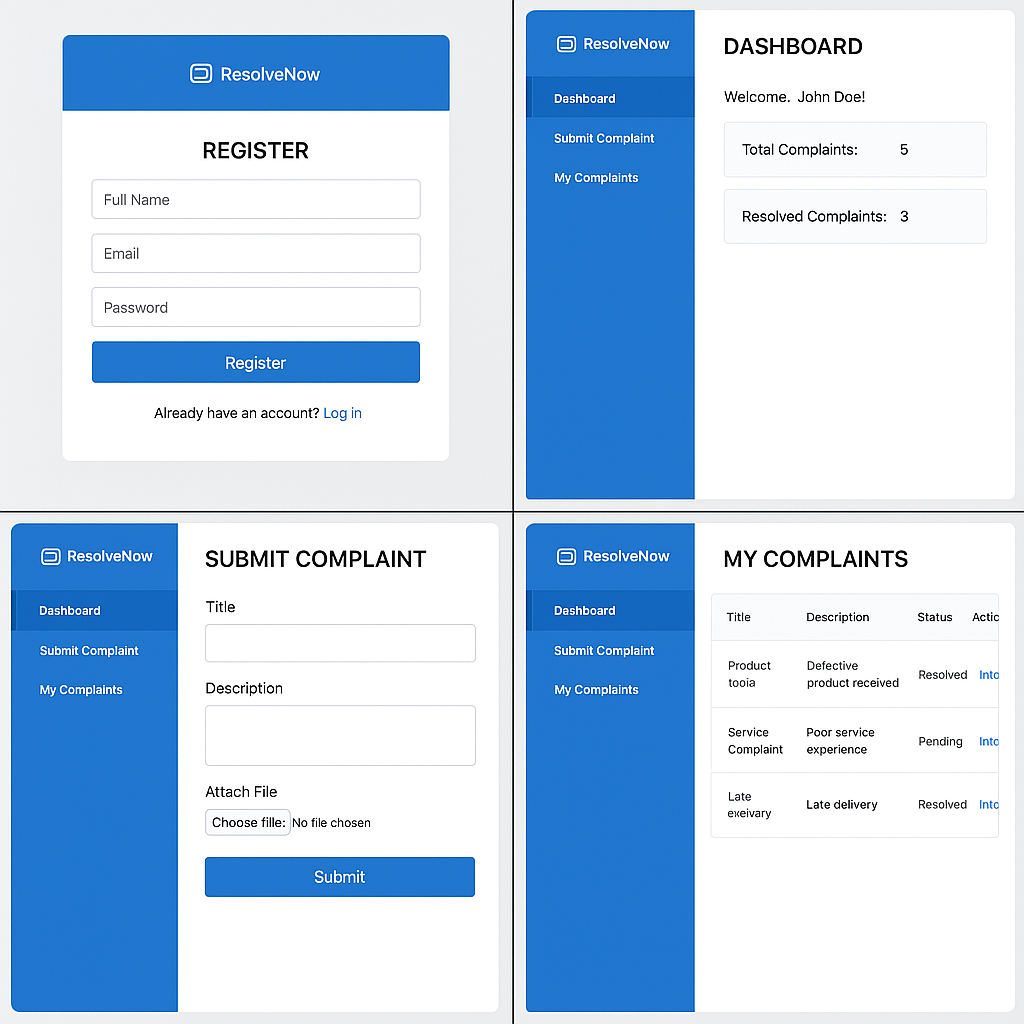 ResolveNow
REGISTER
Full Name
Email
Password
Register
Already have an account? Log in
ResolveNow
Dashboard
Submit Complaint
My Complaints
DASHBOARD
Welcome. John Doe!
Total Complaints: 5
Resolved Complaints: 3
ResolveNow
Dashboard
Submit Complaint
My Complaints
SUBMIT COMPLAINT
Title
Description
Attach File
Choose fille: No file chosen
Submit
ResolveNow
Dashboard
Submit Complaint
My Complaints
MY COMPLAINTS
Title Description Status Actic
Product Defective
tooia product received Resolved Into
Service Poor service
Complaint experience Pending Into
Late
exeivary Late delivery Resolved Into